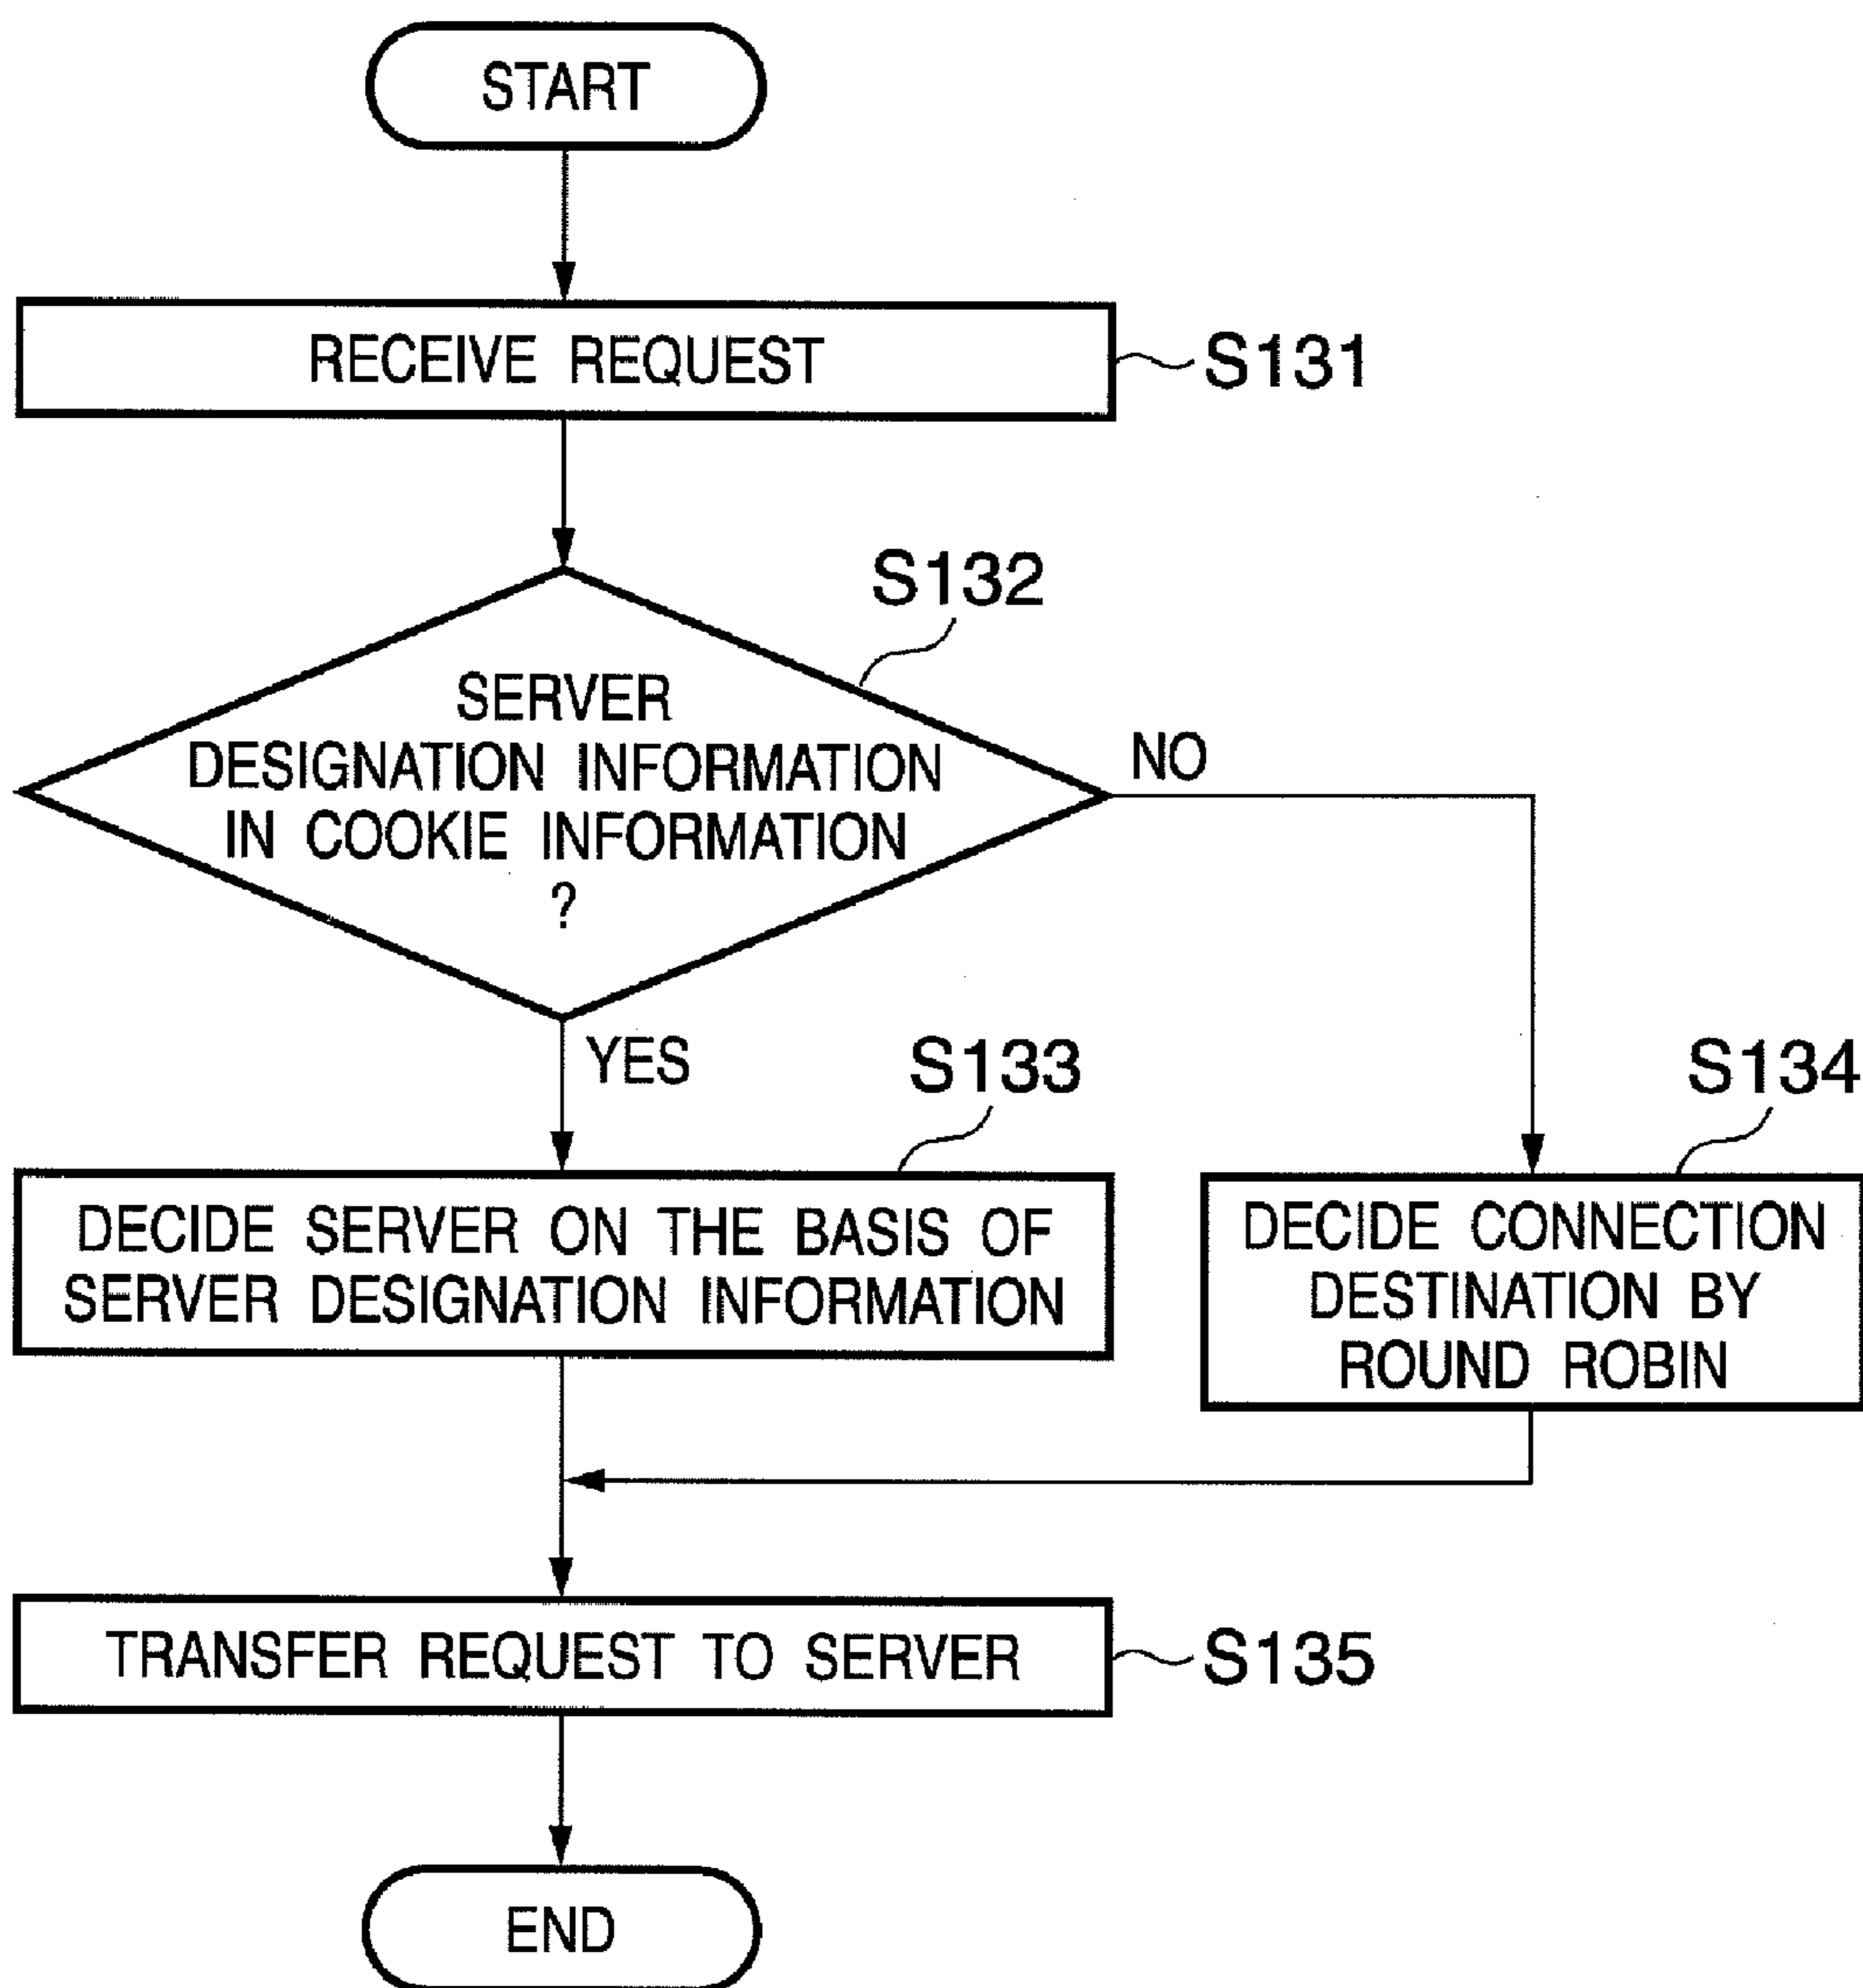 START
RECEIVE REQUEST
S131
S132
SERVER
DESIGNATION INFORMATION
IN COOKIE INFORMATION
?
NO
YES
S133
S134
DECIDE SERVER ON THE BASIS OF
SERVER DESIGNATION INFORMATION
DECIDE CONNECTION
DESTINATION BY
ROUND ROBIN
TRANSFER REQUEST TO SERVER
S135
END